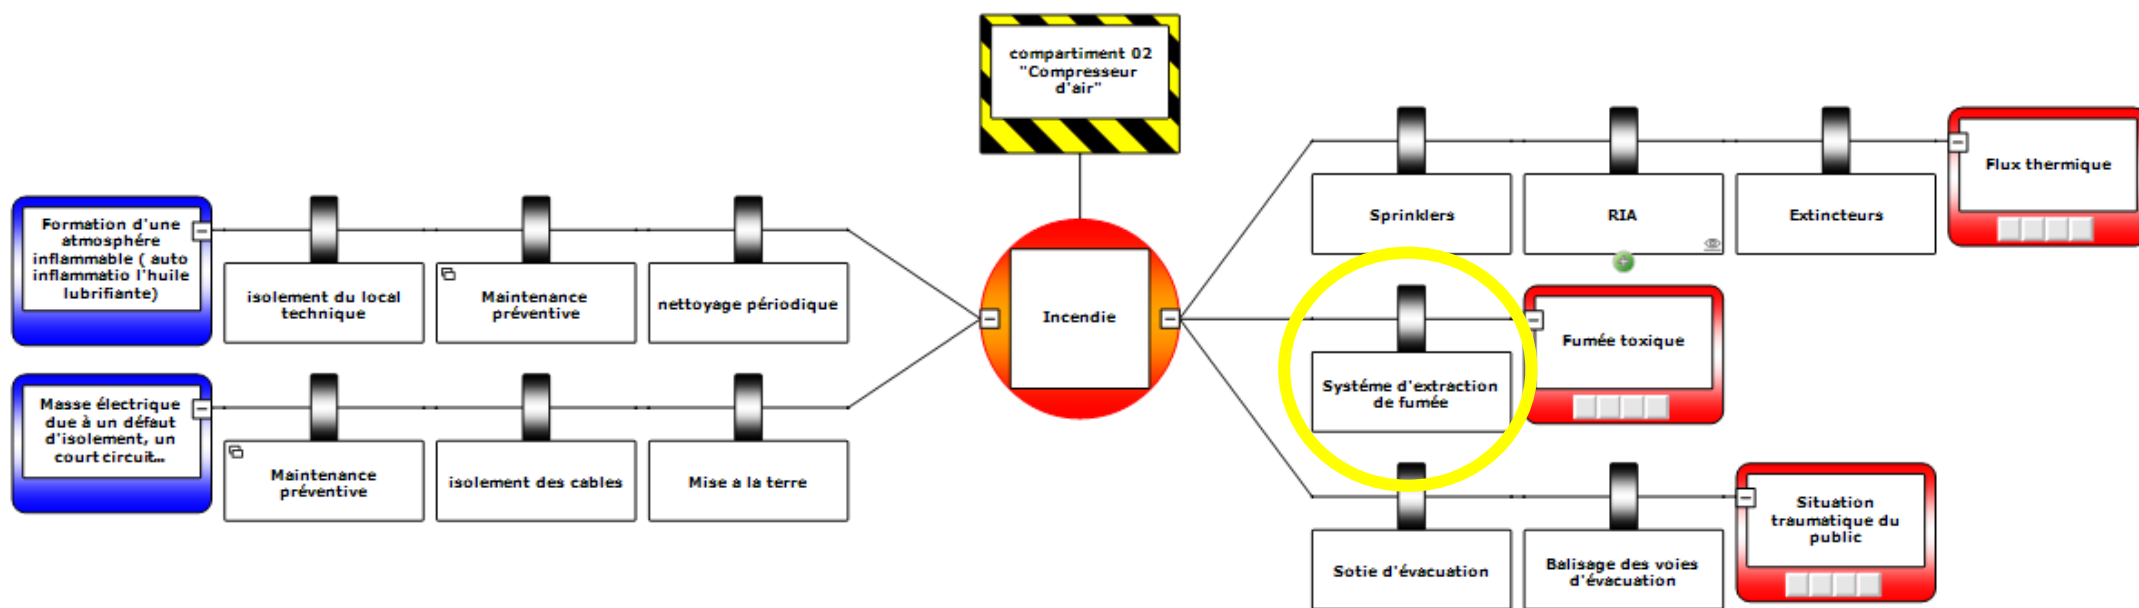 compartiment 02
"Compresseur
d'air"
Formation d'une
atmosphére
inflammable ( auto
inflammatio l'huile
lubrifiante)
isolement du local
technique
Maintenance
préventive
nettoyage périodique
Masse électrique
due à un défaut
d'isolement, un
court circuit...
Maintenance
préventive
isolement des cables
Mise a la terre
Incendie
Sprinklers
RIA
Extincteurs
Flux thermique
Systéme d'extraction
de fumée
Fumée toxique
Sotie d'évacuation
Balisage des voies
d'évacuation
Situation
traumatique du
public